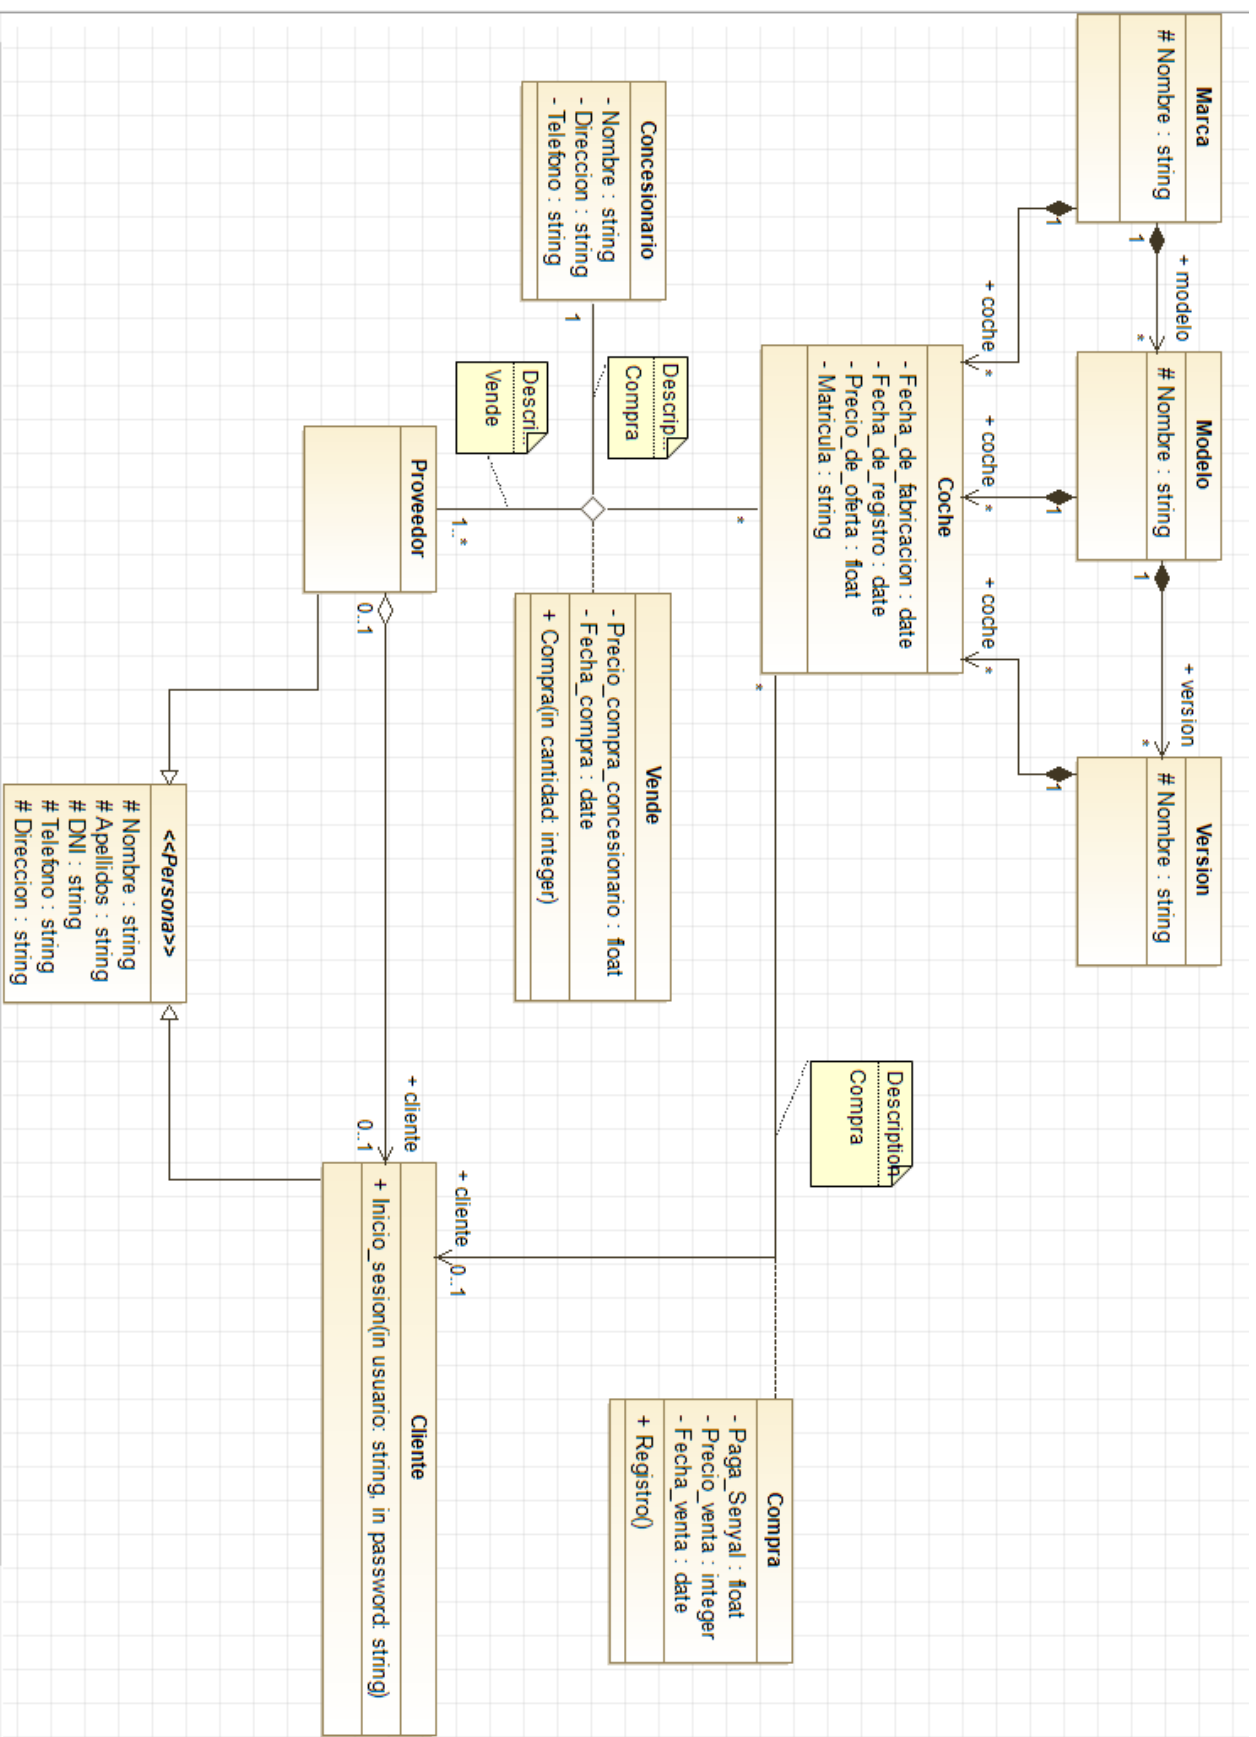 Marca
# Nombre : string
1
+ modelo
*
Modelo
# Nombre : string
1
+ version
*
Version
# Nombre : string
1
+ coche
*
1
+ coche
*
1
+ coche
*
Concesionario
- Nombre : string
- Direccion : string
- Telefono : string
1
Descrip...
Compra
Coche
- Fecha_de_fabricacion : date
- Fecha_de_registro : date
- Precio_de_oferta : float
- Matricula : string
*
*
Descri...
Vende
1..*
Vende
- Precio_compra_concesionario : float
- Fecha_compra : date
+ Compra(in cantidad: integer)
Description
Compra
Compra
- Paga_Senyal : float
- Precio_venta : integer
- Fecha_venta : date
+ Registro()
Proveedor
0..1
+ cliente
0..1
+ cliente
0..1
Cliente
+ Inicio_sesion(in usuario: string, in password: string)
<<Persona>>
# Nombre : string
# Apellidos : string
# DNI : string
# Telefono : string
# Direccion : string